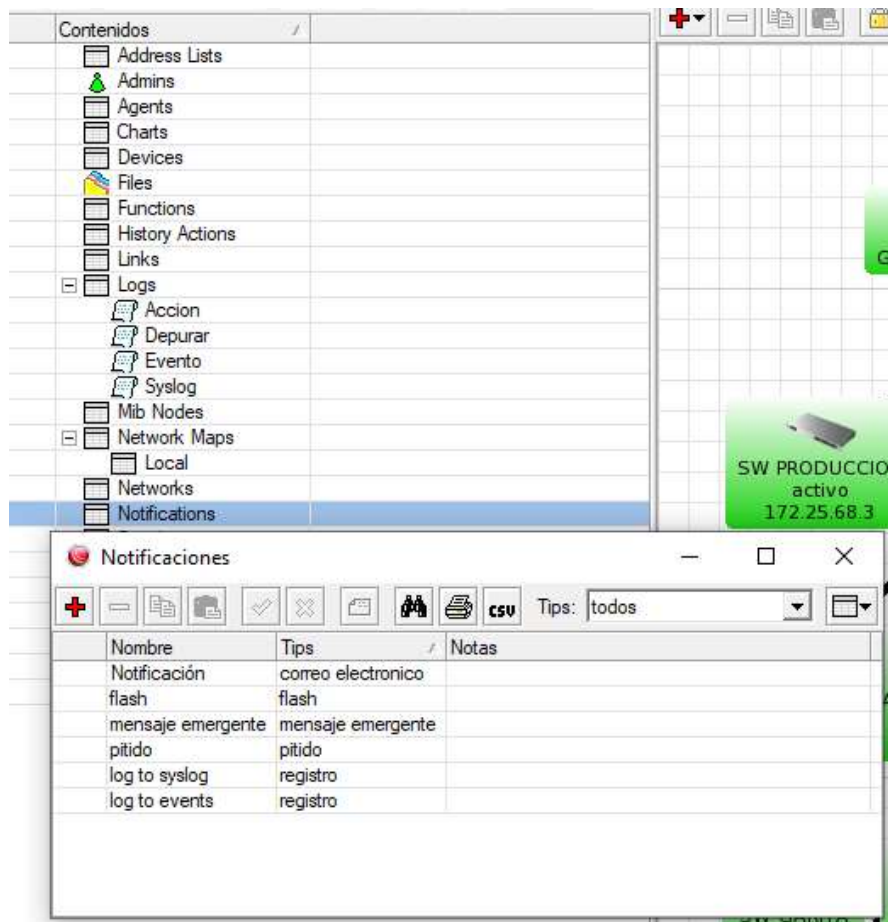 Contenidos
Address Lists
Admins
Agents
Charts
Devices
Files
Functions
History Actions
Links
Logs
Accion
Depurar
Evento
Syslog
Mib Nodes
Network Maps
Local
Networks
Notifications
SW PRODUCCIO
activo
172.25.68.3
Notificaciones
csv Tips: todos
Nombre Tips Notas
Notificación correo electronico
flash flash
mensaje emergente mensaje emergente
pitido pitido
log to syslog registro
log to events registro